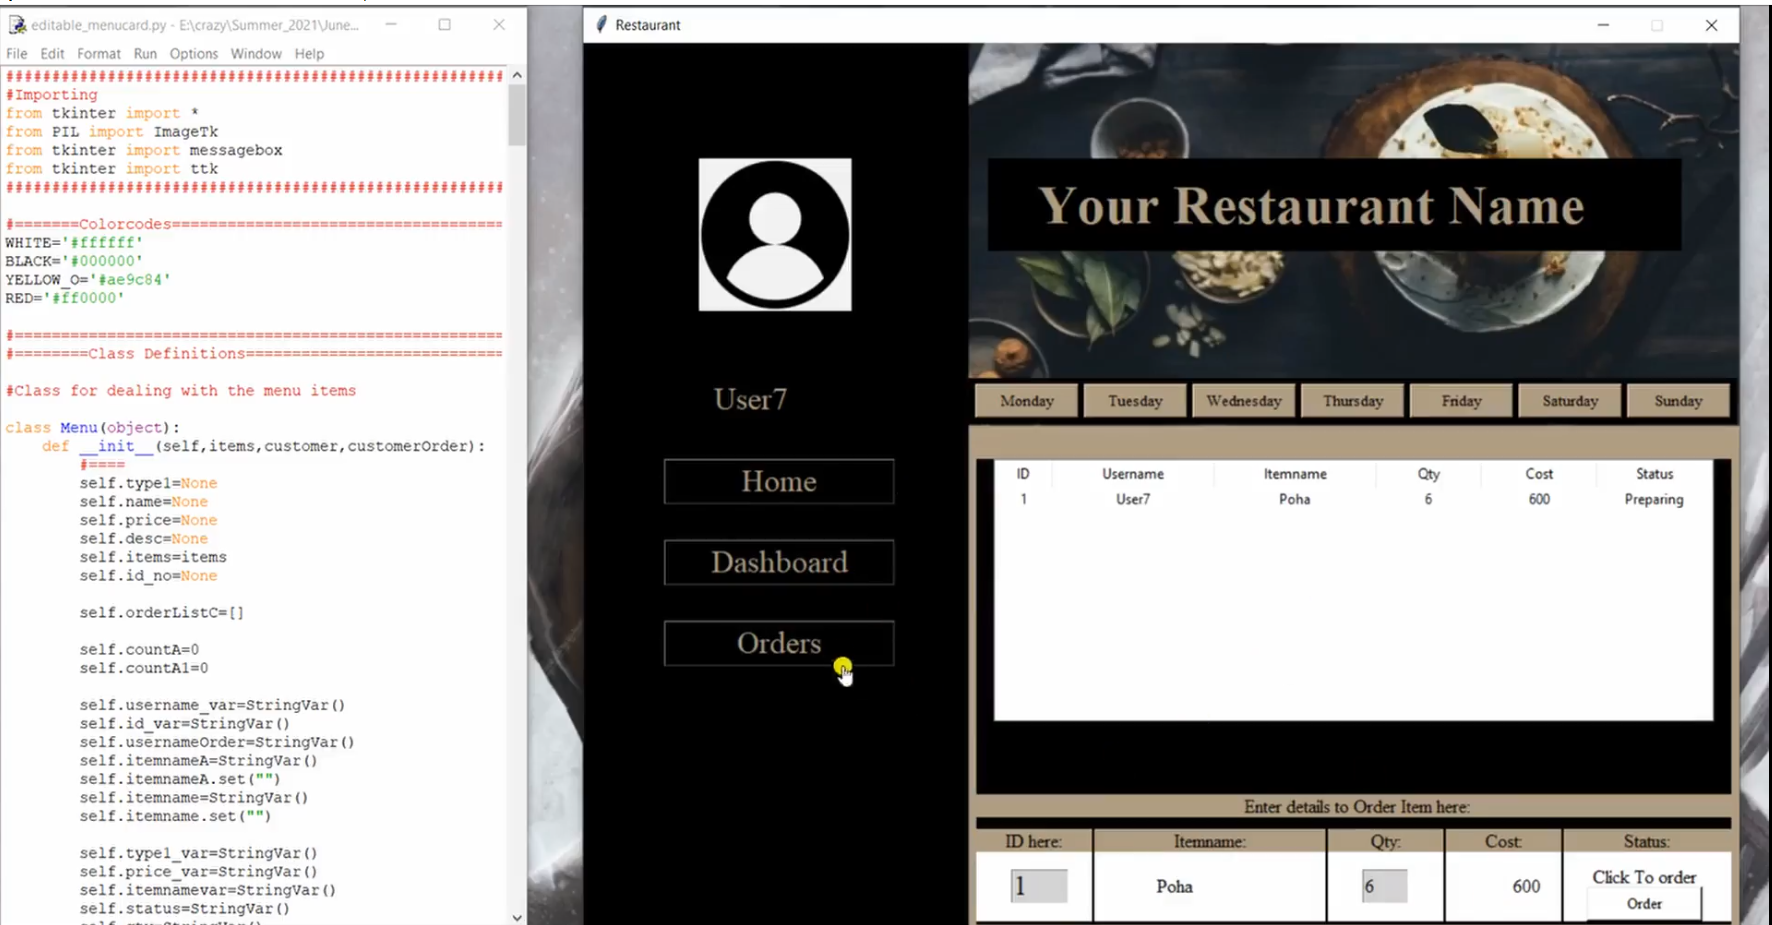 editable_menucard.py - E:\crazy\Summer_2021\June...
File Edit Format Run Options Window Help
#Importing
from tkinter import *
from PIL import ImageTk
from tkinter import messagebox
from tkinter import ttk
#=======Colorcodes====================================
WHITE='#ffffff'
BLACK='#000000'
YELLOW_O='#ae9c84'
RED='#ff0000'
#========Class Definitions============================
#Class for dealing with the menu items
class Menu(object):
    def __init__(self,items,customer,customerOrder):
        #====
        self.type1=None
        self.name=None
        self.price=None
        self.desc=None
        self.items=items
        self.id_no=None
        self.orderListC=[]
        self.countA=0
        self.countA1=0
        self.username_var=StringVar()
        self.id_var=StringVar()
        self.usernameOrder=StringVar()
        self.itemnameA=StringVar()
        self.itemnameA.set("")
        self.itemname=StringVar()
        self.itemname.set("")
        self.type1_var=StringVar()
        self.price_var=StringVar()
        self.itemnamevar=StringVar()
        self.status=StringVar()
Restaurant
User7
Home
Dashboard
Orders
Your Restaurant Name
Monday Tuesday Wednesday Thursday Friday Saturday Sunday
ID Username Itemname Qty Cost Status
1 User7 Poha 6 600 Preparing
Enter details to Order Item here:
ID here: Itemname: Qty: Cost: Status:
1 Poha 6 600 Click To order
Order